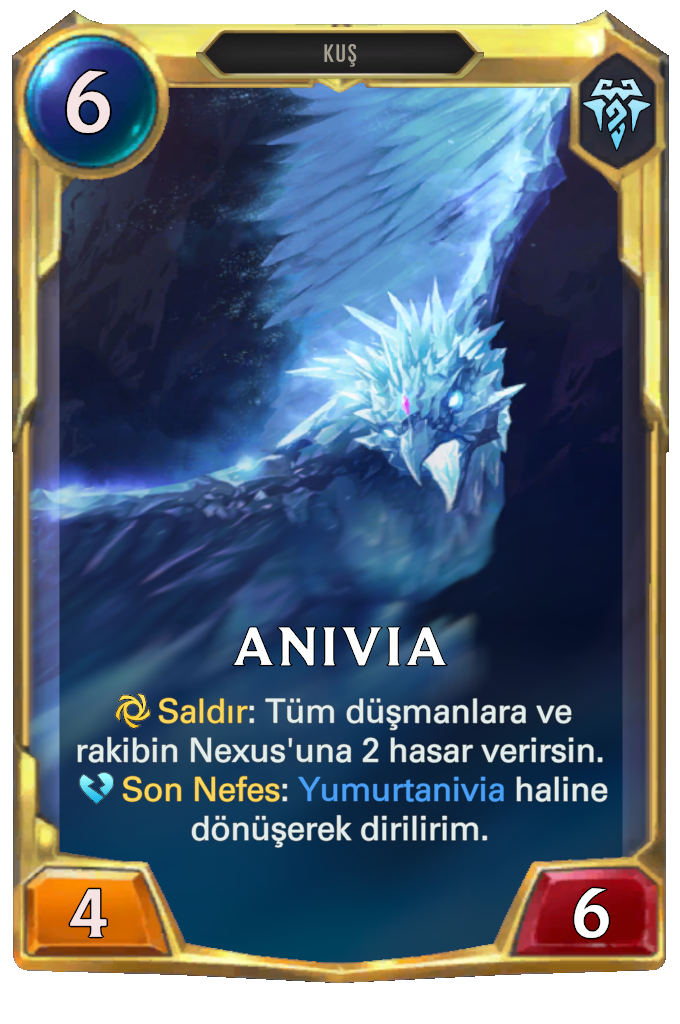 KUŞ
6
ANIVIA
Saldır: Tüm düşmanlara ve
rakibin Nexus'una 2 hasar verirsin.
Son Nefes: Yumurtanivia haline
dönüşerek dirilirim.
4
6